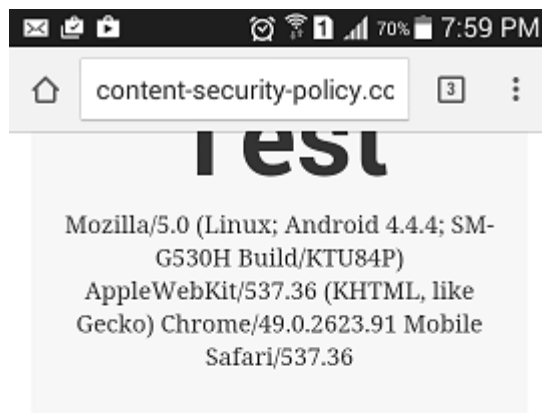 1 70% 7:59 PM
content-security-policy.cc 3
Test
Mozilla/5.0 (Linux; Android 4.4.4; SM-
G530H Build/KTU84P)
AppleWebKit/537.36 (KHTML, like
Gecko) Chrome/49.0.2623.91 Mobile
Safari/537.36